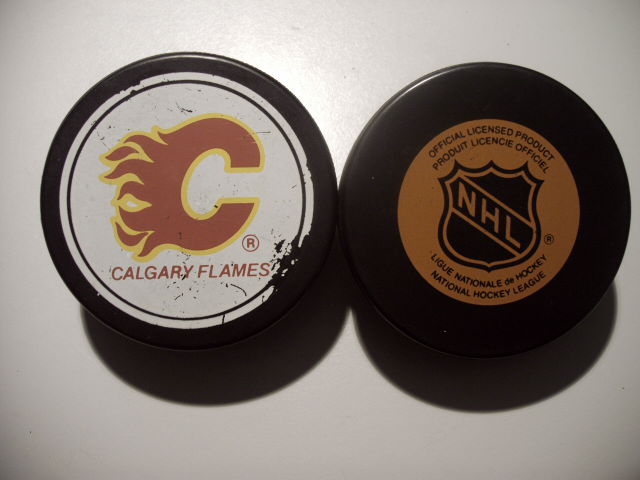 C
®
CALGARY FLAMES
OFFICIAL LICENSED PRODUCT
PRODUIT LICENCIE OFFICIEL
NHL
®
LIGUE NATIONALE de HOCKEY
NATIONAL HOCKEY LEAGUE